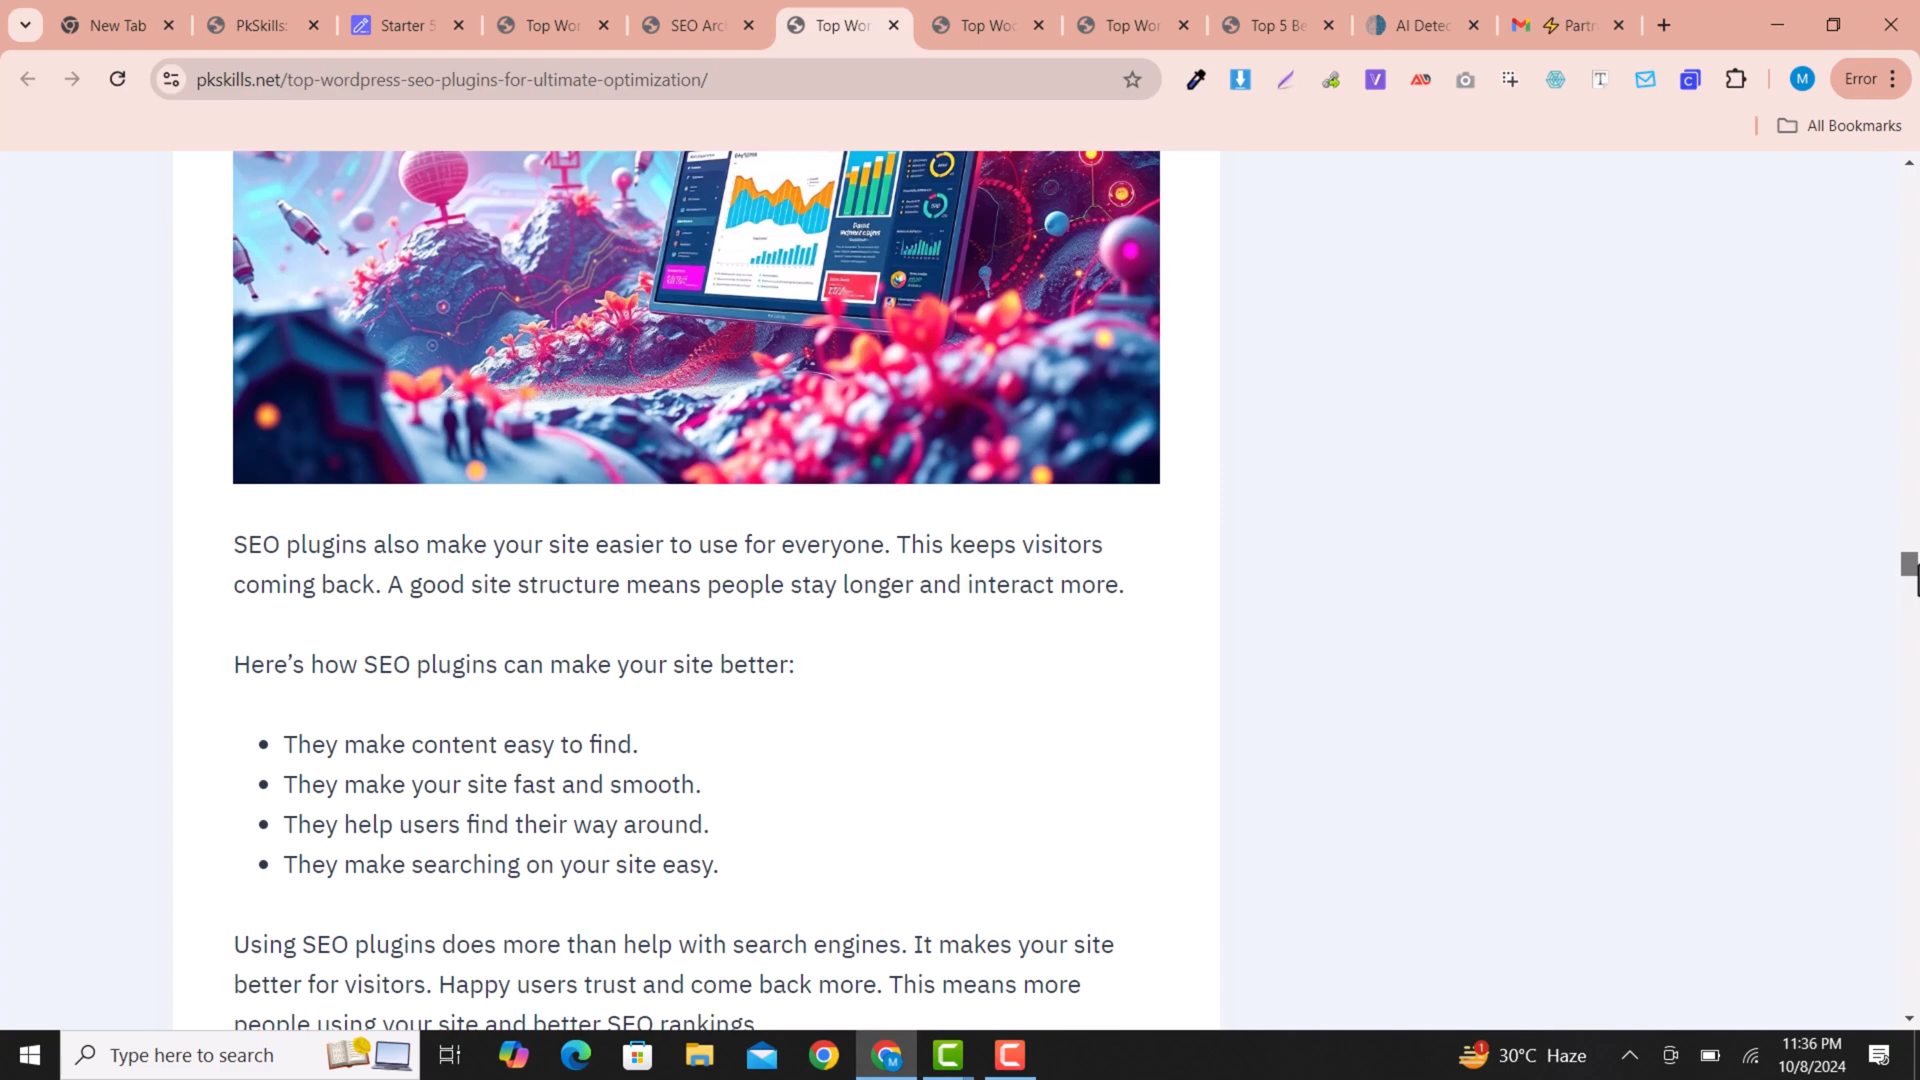 New Tab
PkSkills:
Starter 5
Top Wor
SEO Arc
Top Wor
Top Woo
Top Wor
Top 5 Be
AI Detec
Partn
pkskills.net/top-wordpress-seo-plugins-for-ultimate-optimization/
M
Error
All Bookmarks
SEO plugins also make your site easier to use for everyone. This keeps visitors
coming back. A good site structure means people stay longer and interact more.
Here’s how SEO plugins can make your site better:
They make content easy to find.
They make your site fast and smooth.
They help users find their way around.
They make searching on your site easy.
Using SEO plugins does more than help with search engines. It makes your site
better for visitors. Happy users trust and come back more. This means more
people using your site and better SEO rankings.
Type here to search
30°C Haze
11:36 PM
10/8/2024